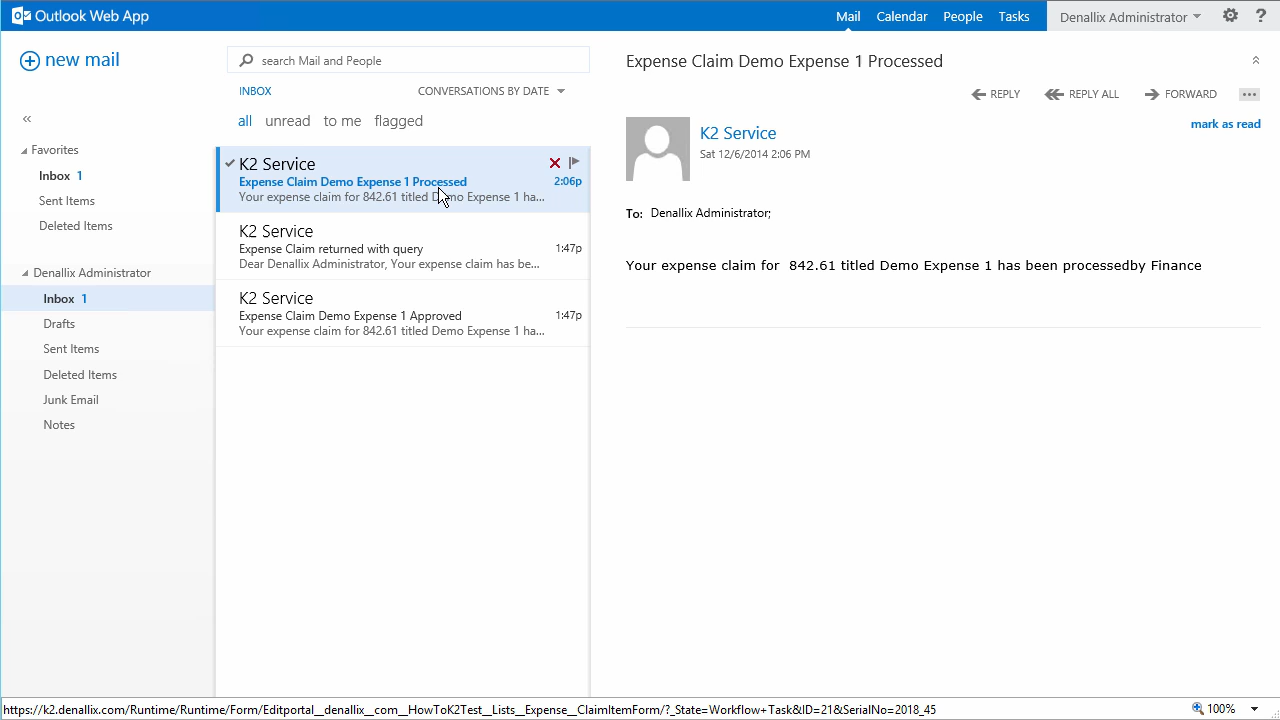 Outlook Web App
Mail Calendar People Tasks Denallix Administrator ?
new mail
search Mail and People
INBOX CONVERSATIONS BY DATE
all unread to me flagged
«
Favorites
Inbox 1
Sent Items
Deleted Items
Denallix Administrator
Inbox 1
Drafts
Sent Items
Deleted Items
Junk Email
Notes
K2 Service
Expense Claim Demo Expense 1 Processed 2:06p
Your expense claim for 842.61 titled Demo Expense 1 ha...
K2 Service
Expense Claim returned with query 1:47p
Dear Denallix Administrator, Your expense claim has be...
K2 Service
Expense Claim Demo Expense 1 Approved 1:47p
Your expense claim for 842.61 titled Demo Expense 1 ha...
Expense Claim Demo Expense 1 Processed
REPLY REPLY ALL FORWARD ...
mark as read
K2 Service
Sat 12/6/2014 2:06 PM
To: Denallix Administrator;
Your expense claim for 842.61 titled Demo Expense 1 has been processedby Finance
https://k2.denallix.com/Runtime/Runtime/Form/Editportal__denallix__com__HowToK2Test__Lists__Expense__ClaimItemForm/?_State=Workflow+Task&ID=21&SerialNo=2018_45
100%